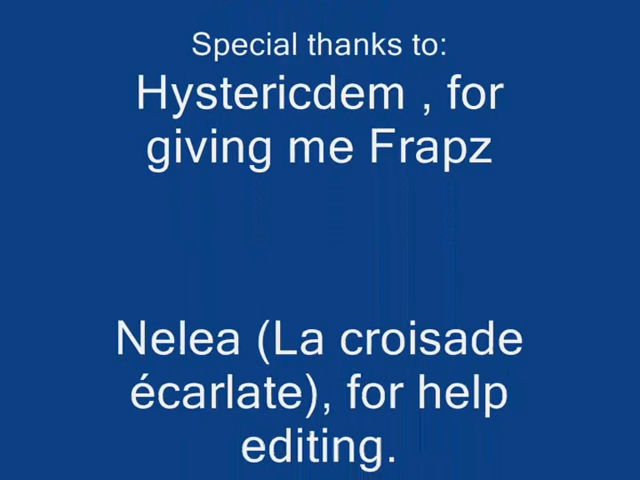 Special thanks to:
Hystericdem , for
giving me Frapz
Nelea (La croisade
écarlate), for help
editing.